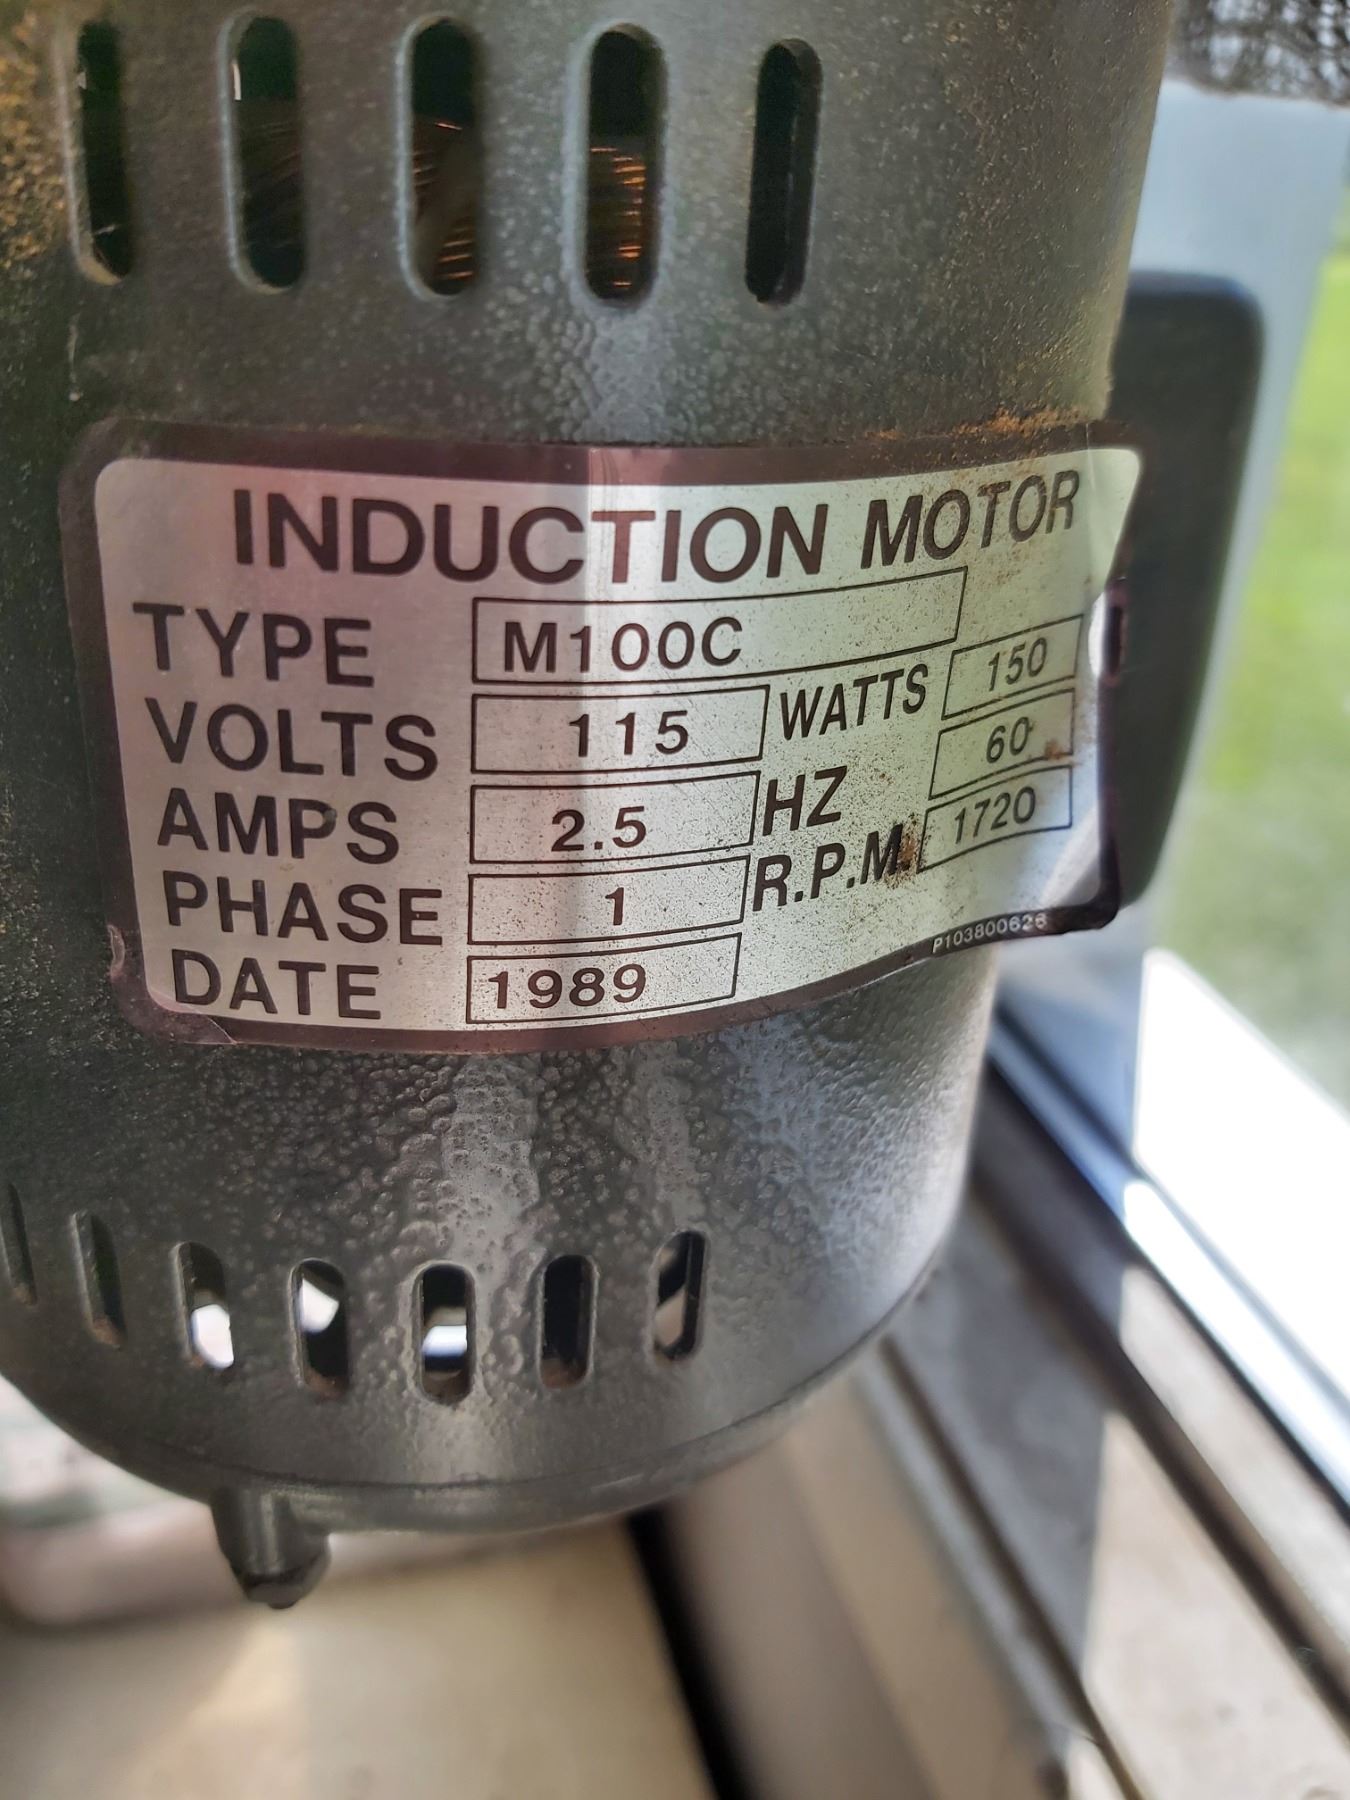 INDUCTION MOTOR
TYPE M100C
VOLTS 115 WATTS 150
AMPS 2.5 HZ 60
PHASE 1 R.P.M. 1720
DATE 1989
P103800626